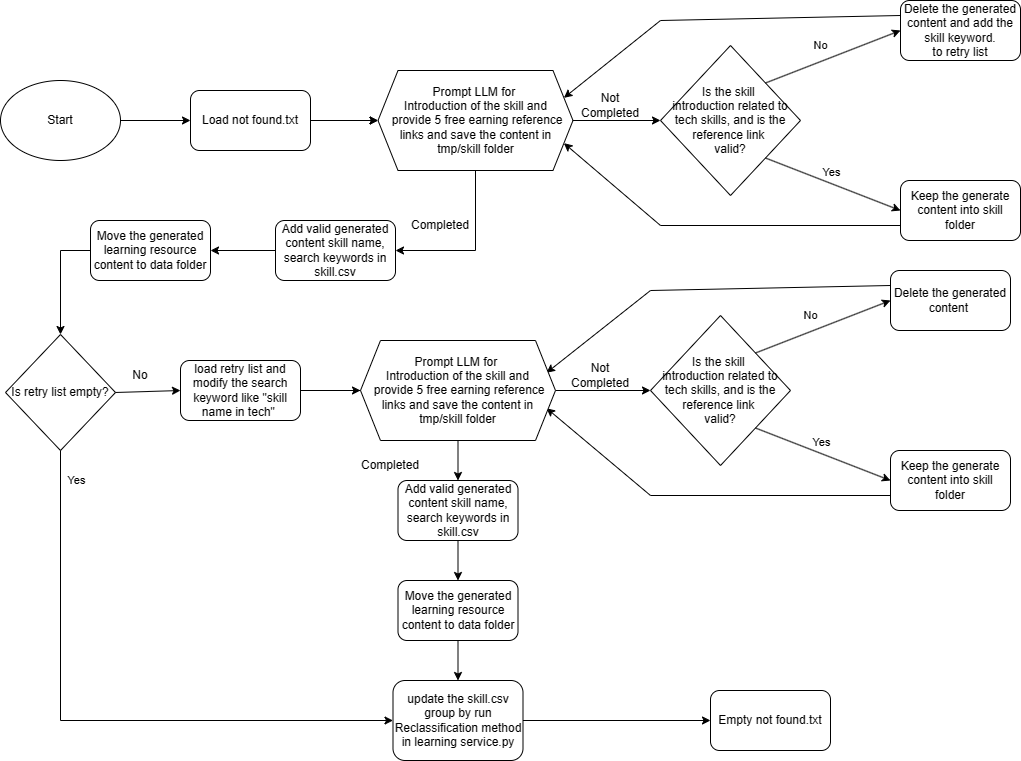 Start
Load not found.txt
Prompt LLM for
Introduction of the skill and
provide 5 free earning reference
links and save the content in
tmp/skill folder
Not
Completed
Is the skill
introduction related to
tech skills, and is the
reference link
valid?
No
Delete the generated
content and add the
skill keyword.
to retry list
Yes
Keep the generate
content into skill
folder
Completed
Add valid generated
content skill name,
search keywords in
skill.csv
Move the generated
learning resource
content to data folder
Is retry list empty?
No
load retry list and
modify the search
keyword like "skill
name in tech"
Prompt LLM for
Introduction of the skill and
provide 5 free earning reference
links and save the content in
tmp/skill folder
Not
Completed
Is the skill
introduction related to
tech skills, and is the
reference link
valid?
No
Delete the generated
content
Yes
Keep the generate
content into skill
folder
Completed
Add valid generated
content skill name,
search keywords in
skill.csv
Move the generated
learning resource
content to data folder
Yes
update the skill.csv
group by run
Reclassification method
in learning service.py
Empty not found.txt